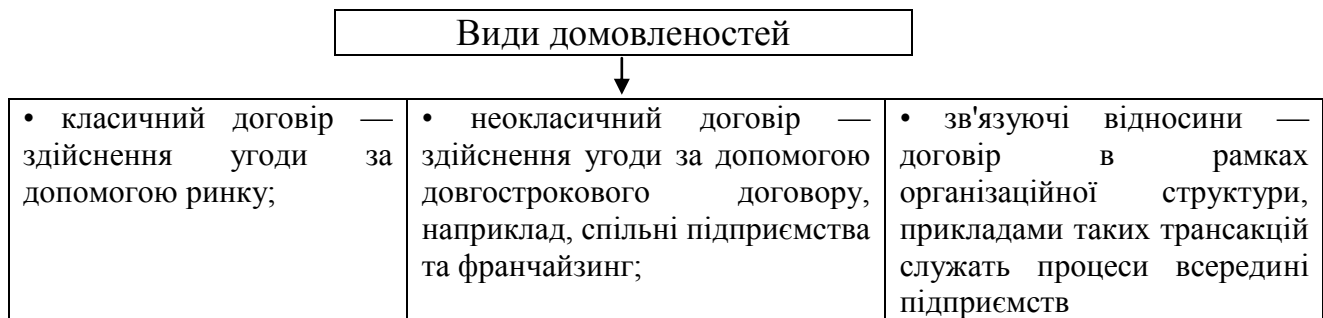 Види домовленостей
• класичний договір —
здійснення угоди за
допомогою ринку;
• неокласичний договір —
здійснення угоди за допомогою
довгострокового договору,
наприклад, спільні підприємства
та франчайзинг;
• зв'язуючі відносини —
договір в рамках
організаційної структури,
прикладами таких трансакцій
служать процеси всередині
підприємств